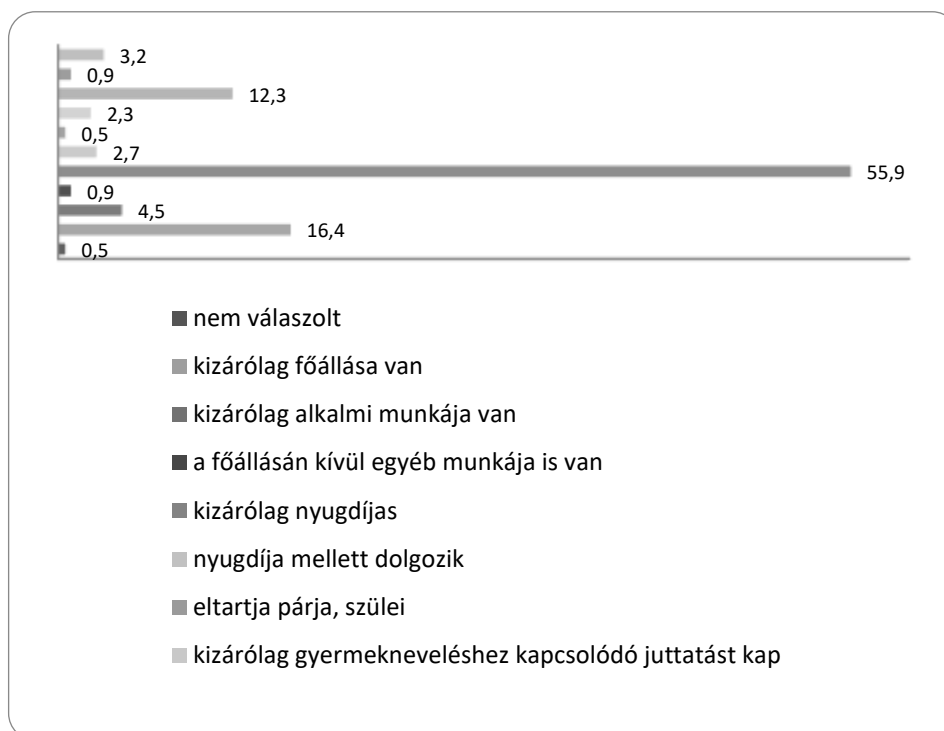 3,2
0,9
12,3
2,3
0,5
2,7
55,9
0,9
4,5
16,4
0,5
nem válaszolt
kizárólag főállása van
kizárólag alkalmi munkája van
a főállásán kívül egyéb munkája is van
kizárólag nyugdíjas
nyugdíja mellett dolgozik
eltartja párja, szülei
kizárólag gyermekneveléshez kapcsolódó juttatást kap